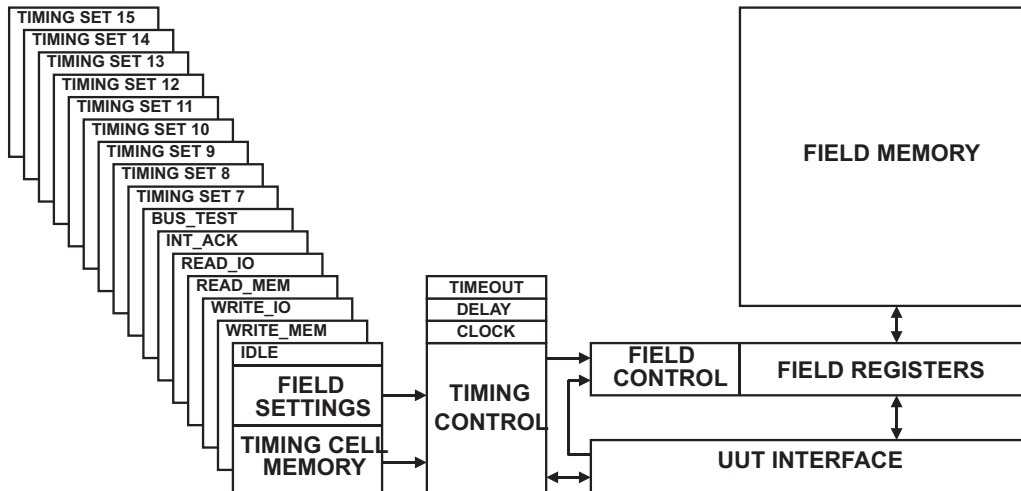 TIMING SET 15
TIMING SET 14
TIMING SET 13
TIMING SET 12
TIMING SET 11
TIMING SET 10
TIMING SET 9
TIMING SET 8
TIMING SET 7
BUS_TEST
INT_ACK
READ_IO
READ_MEM
WRITE_IO
WRITE_MEM
IDLE
FIELD
SETTINGS
TIMING CELL
MEMORY
TIMEOUT
DELAY
CLOCK
TIMING
CONTROL
FIELD MEMORY
FIELD
CONTROL
FIELD REGISTERS
UUT INTERFACE